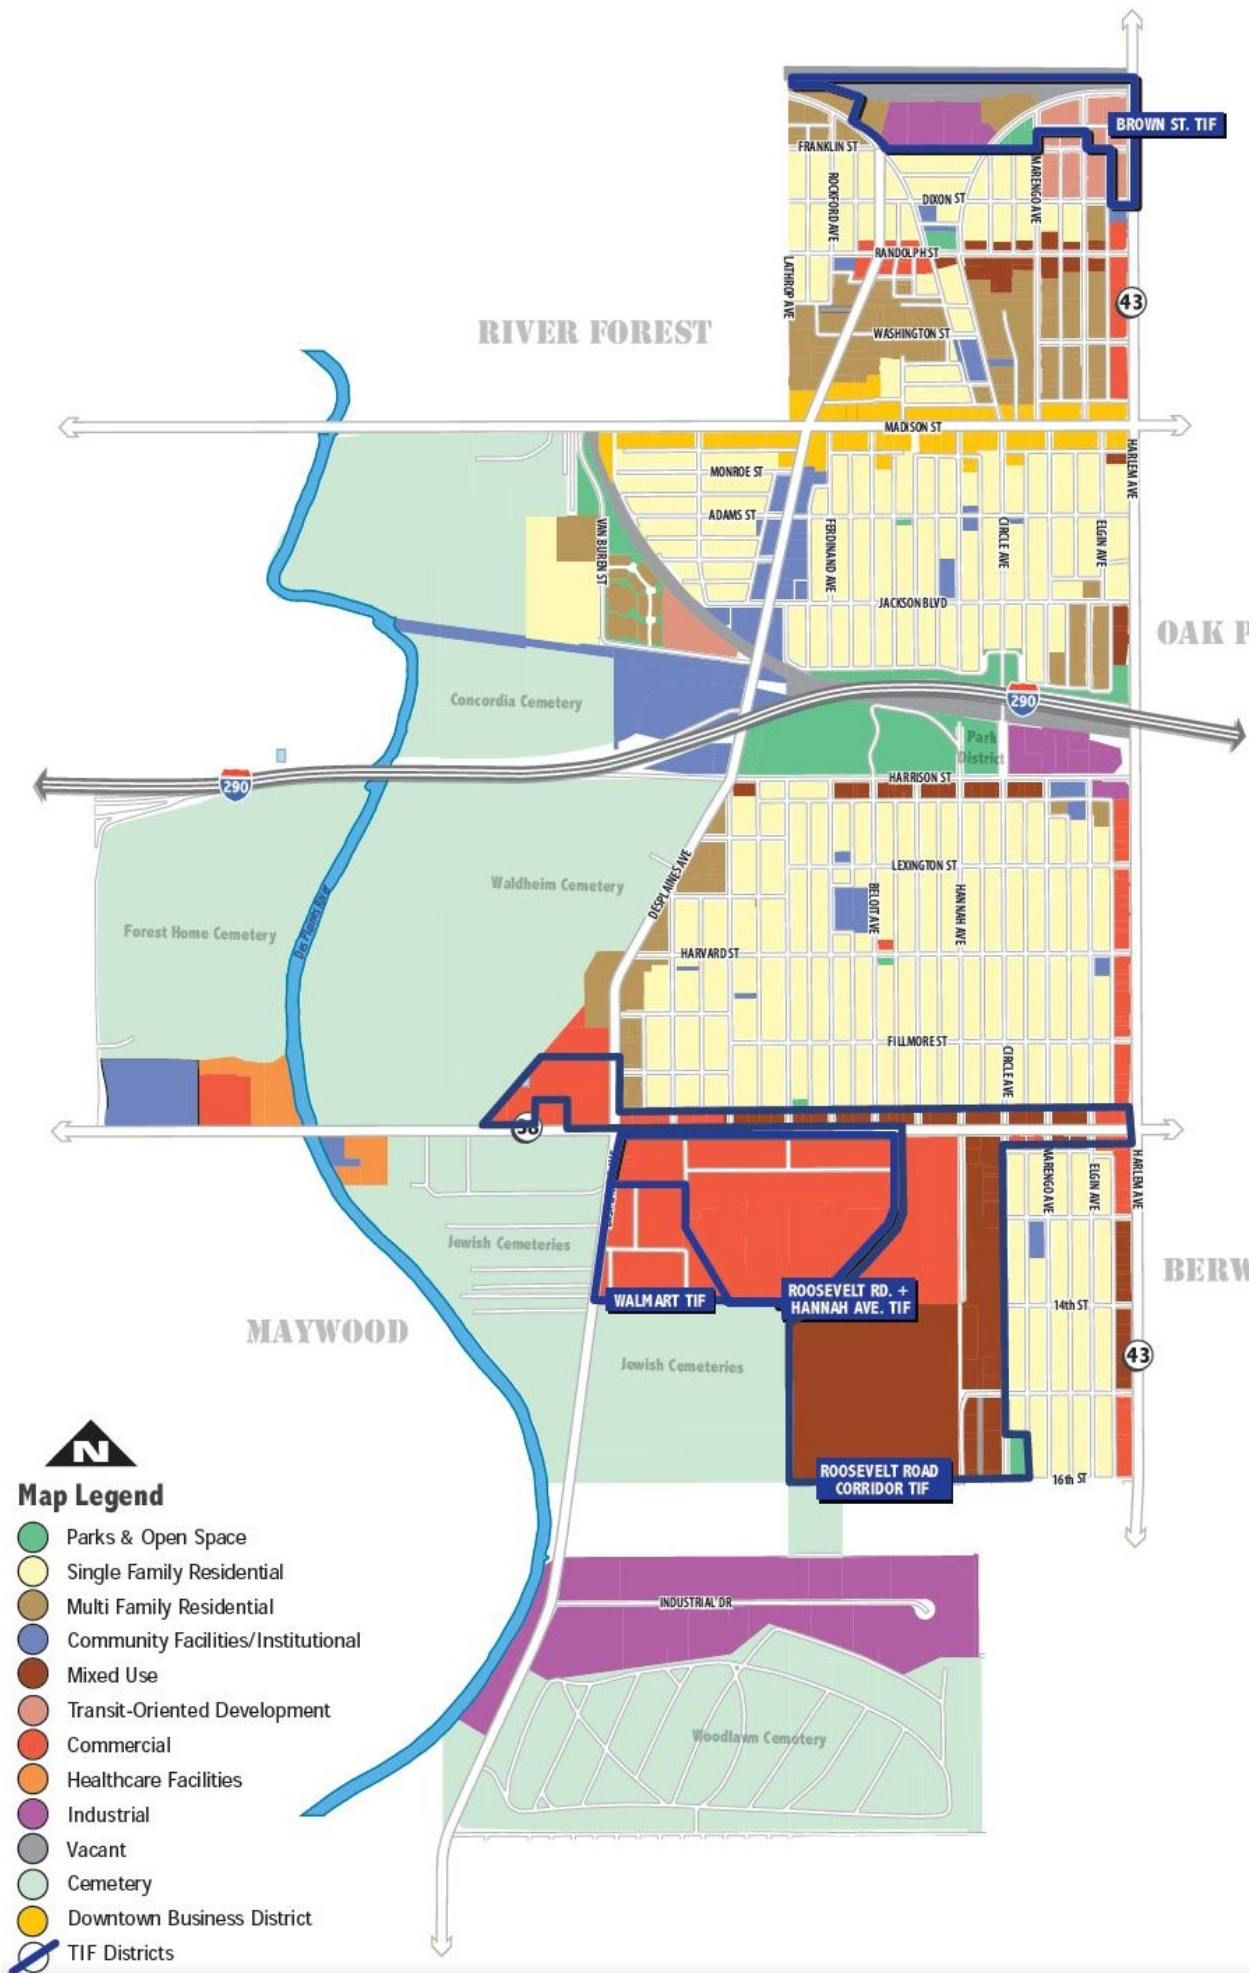 BROWN ST. TIF
FRANKLIN ST
ROCKFORD AVE
MARENGO AVE
DIXON ST
RANDOLPH ST
LATHROP AVE
43
WASHINGTON ST
RIVER FOREST
MADISON ST
HARLEM AVE
MONROE ST
ADAMS ST
VAN BUREN ST
FERDINAND AVE
CIRCLE AVE
ELGIN AVE
JACKSON BLVD
OAK P
Concordia Cemetery
290
Park
District
290
HARRISON ST
LEXINGTON ST
Waldheim Cemetery
DESPLAINES AVE
BELOIT AVE
HANNAH AVE
Forest Home Cemetery
Des Plaines River
HARVARD ST
FILLMORE ST
CIRCLE AVE
38
MARENGO AVE
ELGIN AVE
HARLEM AVE
Jewish Cemeteries
BERW
WALMART TIF
ROOSEVELT RD. +
HANNAH AVE. TIF
14th ST
MAYWOOD
Jewish Cemeteries
43
ROOSEVELT ROAD
CORRIDOR TIF
16th ST
N
Map Legend
Parks & Open Space
Single Family Residential
Multi Family Residential
Community Facilities/Institutional
Mixed Use
Transit-Oriented Development
Commercial
Healthcare Facilities
Industrial
Vacant
Cemetery
Downtown Business District
TIF Districts
INDUSTRIAL DR
Woodlawn Cemetery